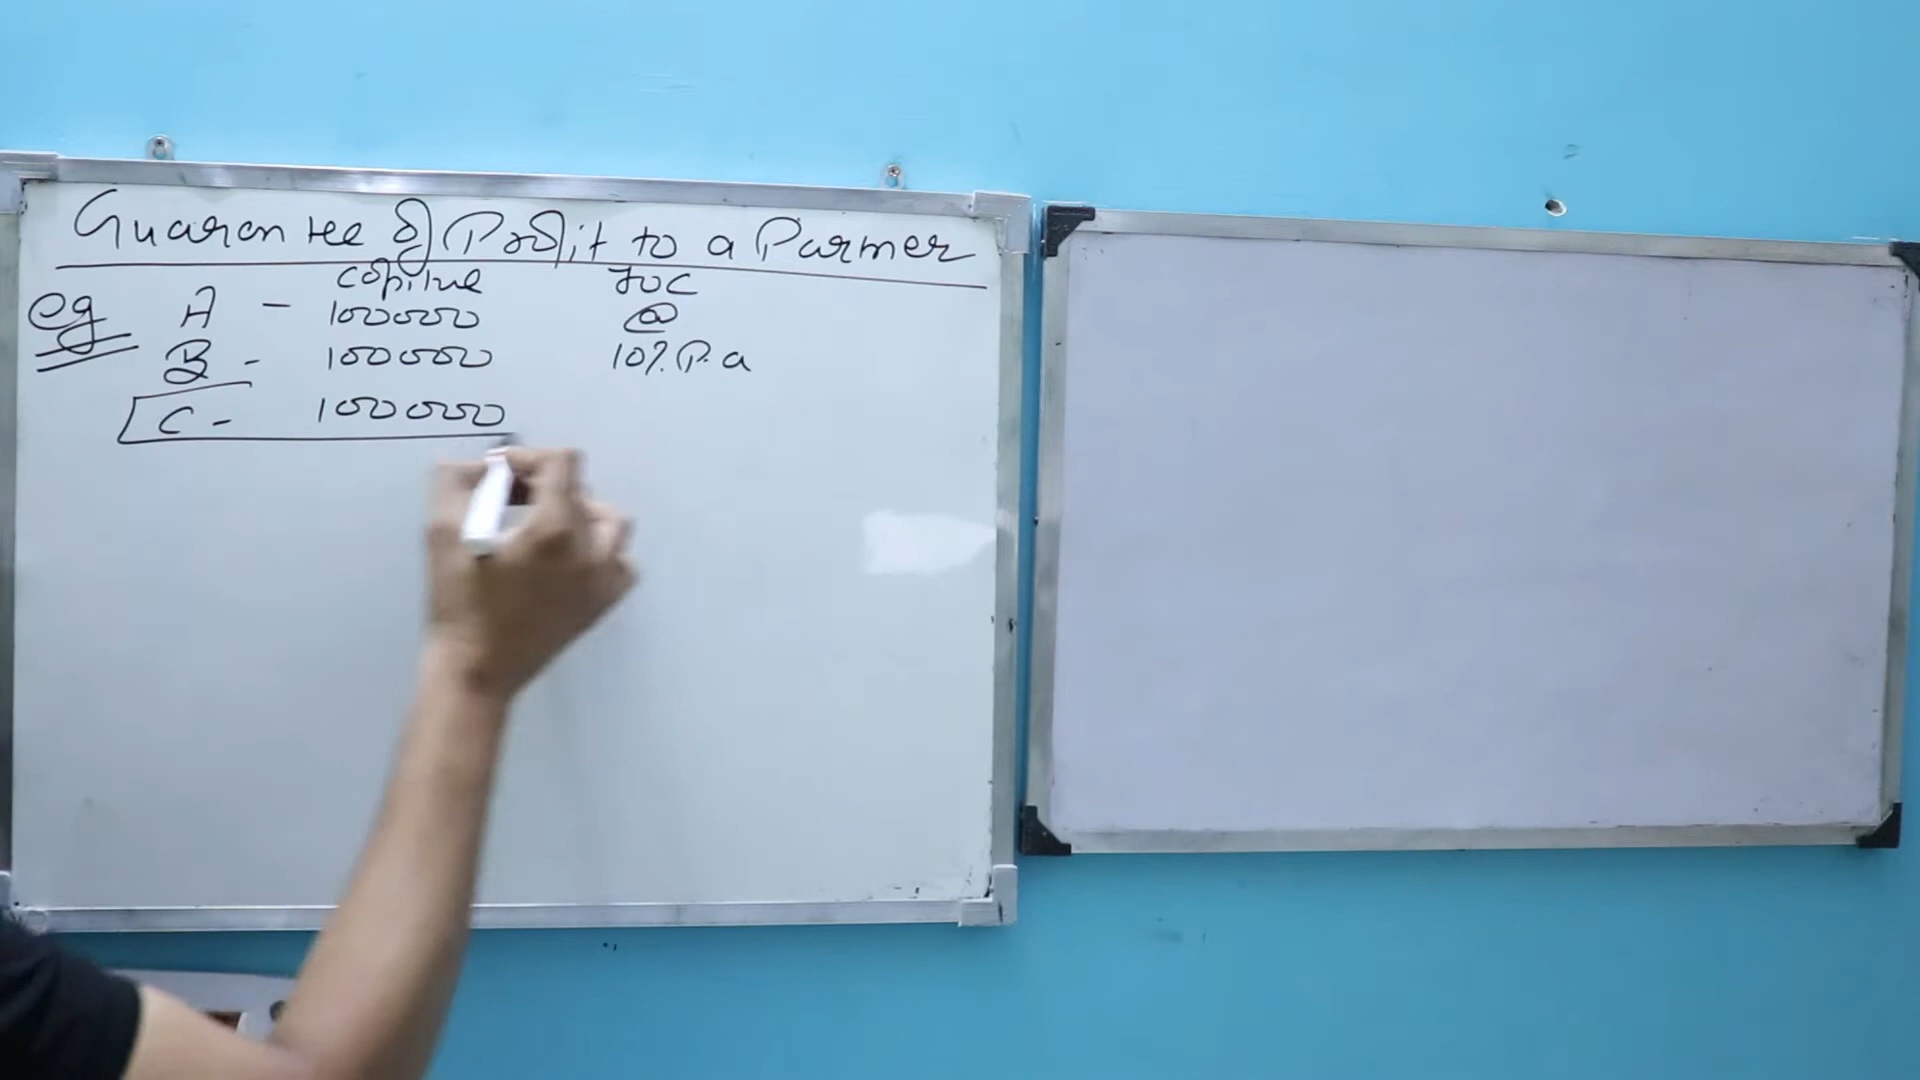 Guarantee of Profit to a Partner
Capital IOC
eg A - 100000 @
B - 100000 10% P.a
C - 100000